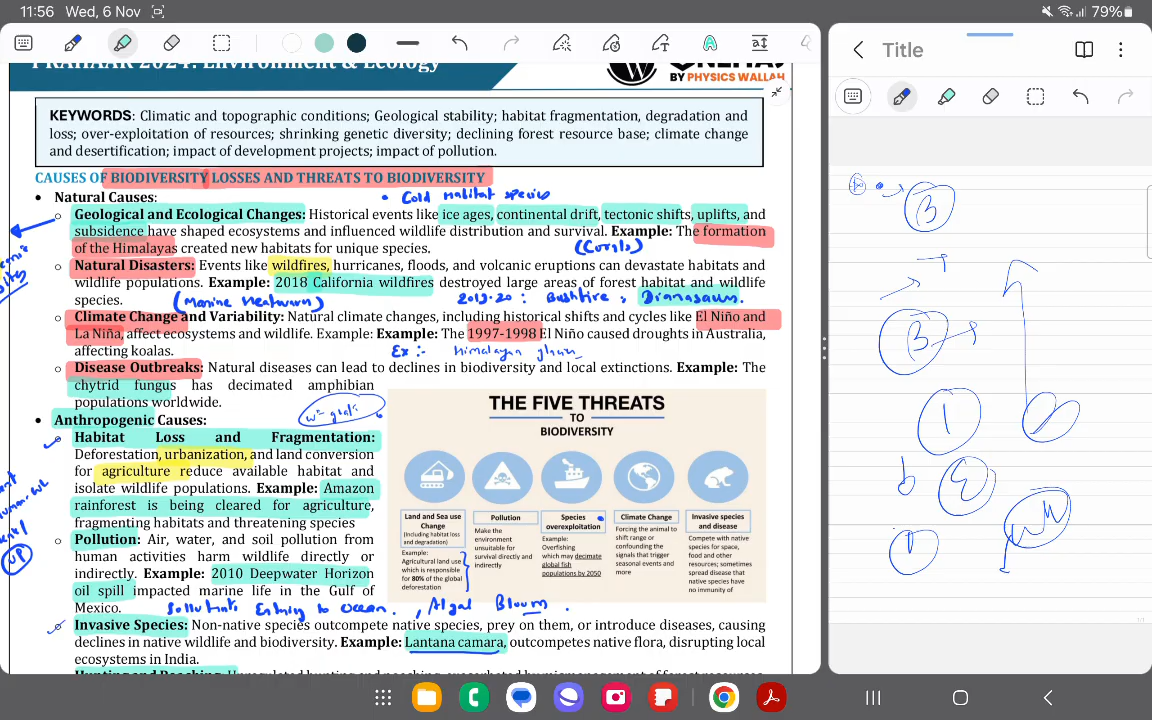 11:56 Wed, 6 Nov
79%
Title
PRAHAAR 2024: Environment & Ecology
BY PHYSICS WALLAH
KEYWORDS: Climatic and topographic conditions; Geological stability; habitat fragmentation, degradation and
loss; over-exploitation of resources; shrinking genetic diversity; declining forest resource base; climate change
and desertification; impact of development projects; impact of pollution.
CAUSES OF BIODIVERSITY LOSSES AND THREATS TO BIODIVERSITY
• Natural Causes:
• Cold habitat species
Geological and Ecological Changes: Historical events like ice ages, continental drift, tectonic shifts, uplifts, and
subsidence have shaped ecosystems and influenced wildlife distribution and survival. Example: The formation
of the Himalayas created new habitats for unique species.
(Corals)
Natural Disasters: Events like wildfires, hurricanes, floods, and volcanic eruptions can devastate habitats and
wildlife populations. Example: 2018 California wildfires destroyed large areas of forest habitat and wildlife
species.
(Marine
2019-20: Bushfire :
Climate Change and Variability: Natural climate changes, including historical shifts and cycles like El Niño and
La Niña, affect ecosystems and wildlife. Example: Example: The 1997-1998 El Niño caused droughts in Australia,
affecting koalas.
Ex :- Himalayan
Disease Outbreaks: Natural diseases can lead to declines in biodiversity and local extinctions. Example: The
chytrid fungus has decimated amphibian
populations worldwide.
• Anthropogenic Causes:
Habitat Loss and Fragmentation:
Deforestation, urbanization, and land conversion
for agriculture reduce available habitat and
isolate wildlife populations. Example: Amazon
rainforest is being cleared for agriculture,
fragmenting habitats and threatening species
Pollution: Air, water, and soil pollution from
human activities harm wildlife directly or
indirectly. Example: 2010 Deepwater Horizon
oil spill impacted marine life in the Gulf of
Mexico.
Pollutants Entering to ocean. , Algal Bloom .
THE FIVE THREATS
TO
BIODIVERSITY
Land and Sea use
Change
(Including habitat loss
and degradation)
Example:
Agricultural land use
which is responsible
for 80% of the global
deforestation
Pollution
Make the
environment
unsuitable for
survival directly and
indirectly
Species
overexploitation
Example:
Overfishing
which may decimate
global fish
populations by 2050
Climate Change
Forcing the animal to
shift range or
confounding the
signals that trigger
seasonal events and
more
Invasive species
and disease
Compete with native
species for space,
food and other
resources; sometimes
spread disease that
native species have
no immunity of
Invasive Species: Non-native species outcompete native species, prey on them, or introduce diseases, causing
declines in native wildlife and biodiversity. Example: Lantana camara, outcompetes native flora, disrupting local
ecosystems in India.
Hunting and Poaching:
B
B
1